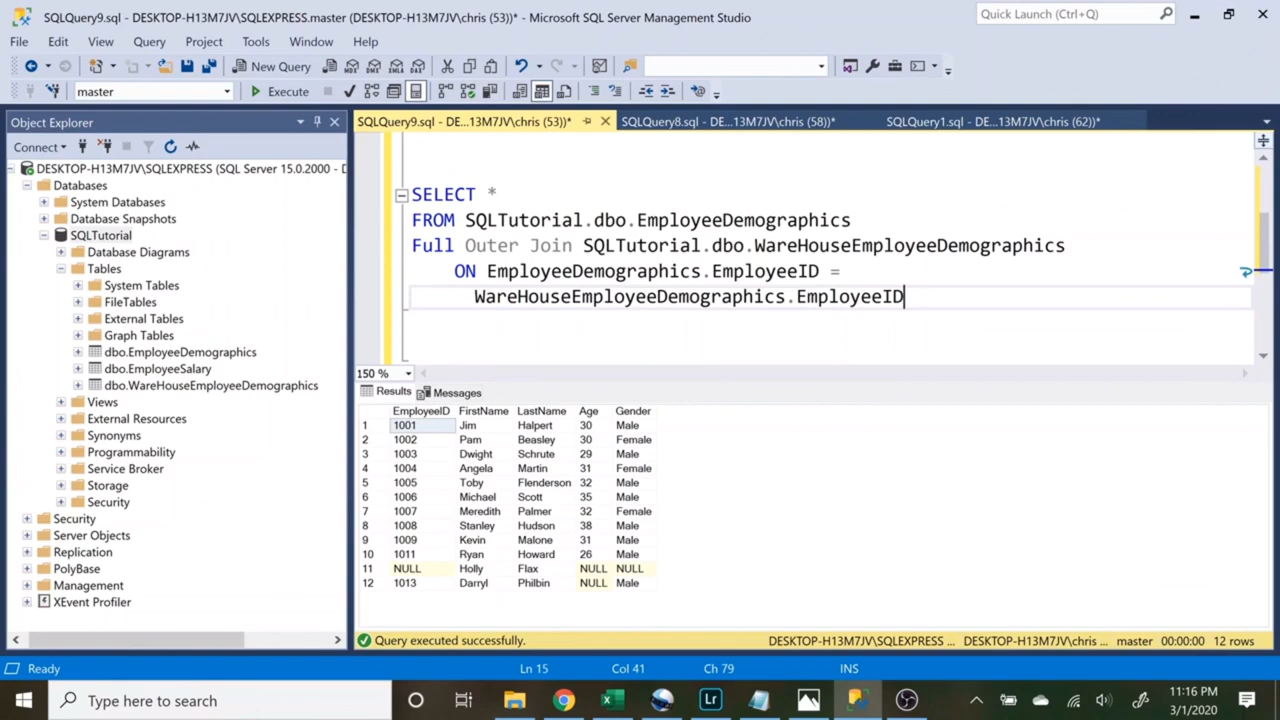 SQLQuery9.sql - DESKTOP-H13M7JV\SQLEXPRESS.master (DESKTOP-H13M7JV\chris (53))* - Microsoft SQL Server Management Studio
Quick Launch (Ctrl+Q)
File Edit View Query Project Tools Window Help
New Query
MDX DMX XMLA DAX
master
Execute
Object Explorer
SQLQuery9.sql - DE...13M7JV\chris (53))*
SQLQuery8.sql - DE...13M7JV\chris (58))*
SQLQuery1.sql - DE...13M7JV\chris (62))*
Connect
DESKTOP-H13M7JV\SQLEXPRESS (SQL Server 15.0.2000 - D
Databases
System Databases
Database Snapshots
SQLTutorial
Database Diagrams
Tables
System Tables
FileTables
External Tables
Graph Tables
dbo.EmployeeDemographics
dbo.EmployeeSalary
dbo.WareHouseEmployeeDemographics
Views
External Resources
Synonyms
Programmability
Service Broker
Storage
Security
Security
Server Objects
Replication
PolyBase
Management
XEvent Profiler
SELECT *
FROM SQLTutorial.dbo.EmployeeDemographics
Full Outer Join SQLTutorial.dbo.WareHouseEmployeeDemographics
ON EmployeeDemographics.EmployeeID =
WareHouseEmployeeDemographics.EmployeeID
150 %
Results Messages
EmployeeID FirstName LastName Age Gender
1 1001 Jim Halpert 30 Male
2 1002 Pam Beasley 30 Female
3 1003 Dwight Schrute 29 Male
4 1004 Angela Martin 31 Female
5 1005 Toby Flenderson 32 Male
6 1006 Michael Scott 35 Male
7 1007 Meredith Palmer 32 Female
8 1008 Stanley Hudson 38 Male
9 1009 Kevin Malone 31 Male
10 1011 Ryan Howard 26 Male
11 NULL Holly Flax NULL NULL
12 1013 Darryl Philbin NULL Male
Query executed successfully.
DESKTOP-H13M7JV\SQLEXPRESS ... DESKTOP-H13M7JV\chris ... master 00:00:00 12 rows
Ready
Ln 15 Col 41 Ch 79 INS
Type here to search
Lr
11:16 PM
3/1/2020